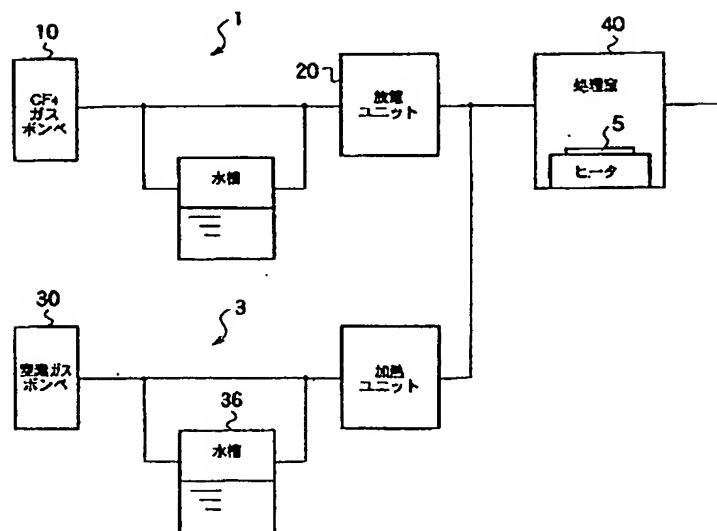 1
10
CF4
ガス
ボンベ
20
放電
ユニット
40
処理室
5
ヒータ
水槽
3
30
窒素ガス
ボンベ
36
水槽
加熱
ユニット